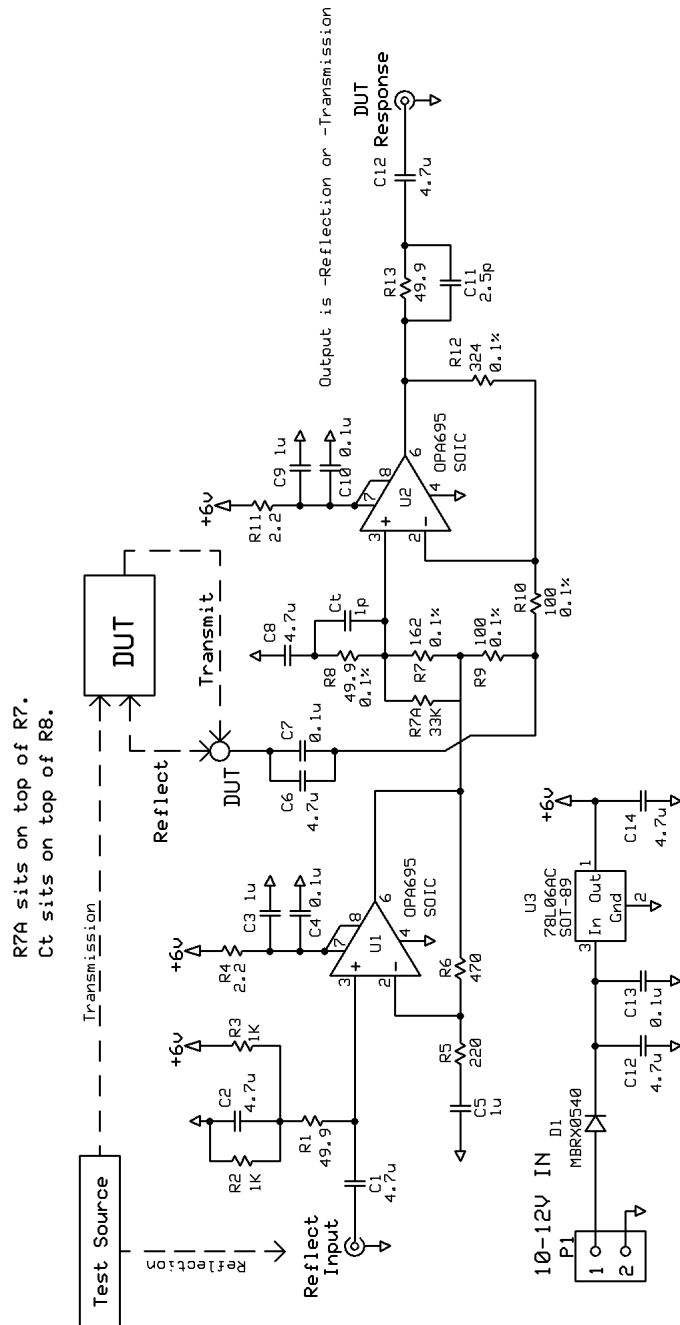 R7A sits on top of R7.
Ct sits on top of R8.
Test Source
Transmission
Reflection
DUT
Reflect
Transmit
DUT
Output is -Reflection or -Transmission
Reflect
Input
C1
4.7u
R1
49.9
R2
1K
C2
4.7u
R3
1K
+6v
R4
2.2
+6v
C3 1u
C4 0.1u
3
+
2
-
U1
7
8
6
4
OPA695
SOIC
R5
220
C5
1u
R6
470
C6
4.7u
C7
0.1u
C8
4.7u
Ct
1p
R8
49.9
0.1%
R7
162
0.1%
R7A
33K
R9
100
0.1%
R10
100
0.1%
R11
2.2
+6v
C9 1u
C10 0.1u
3
+
2
-
U2
7
8
6
4
OPA695
SOIC
R12
324
0.1%
R13
49.9
C11
2.5p
C12
4.7u
DUT
Response
10-12V IN
P1
1
2
D1
MBRX0540
C12
4.7u
C13
0.1u
U3
78L06AC
SOT-89
3
In
Out
Gnd
1
2
+6v
C14
4.7u